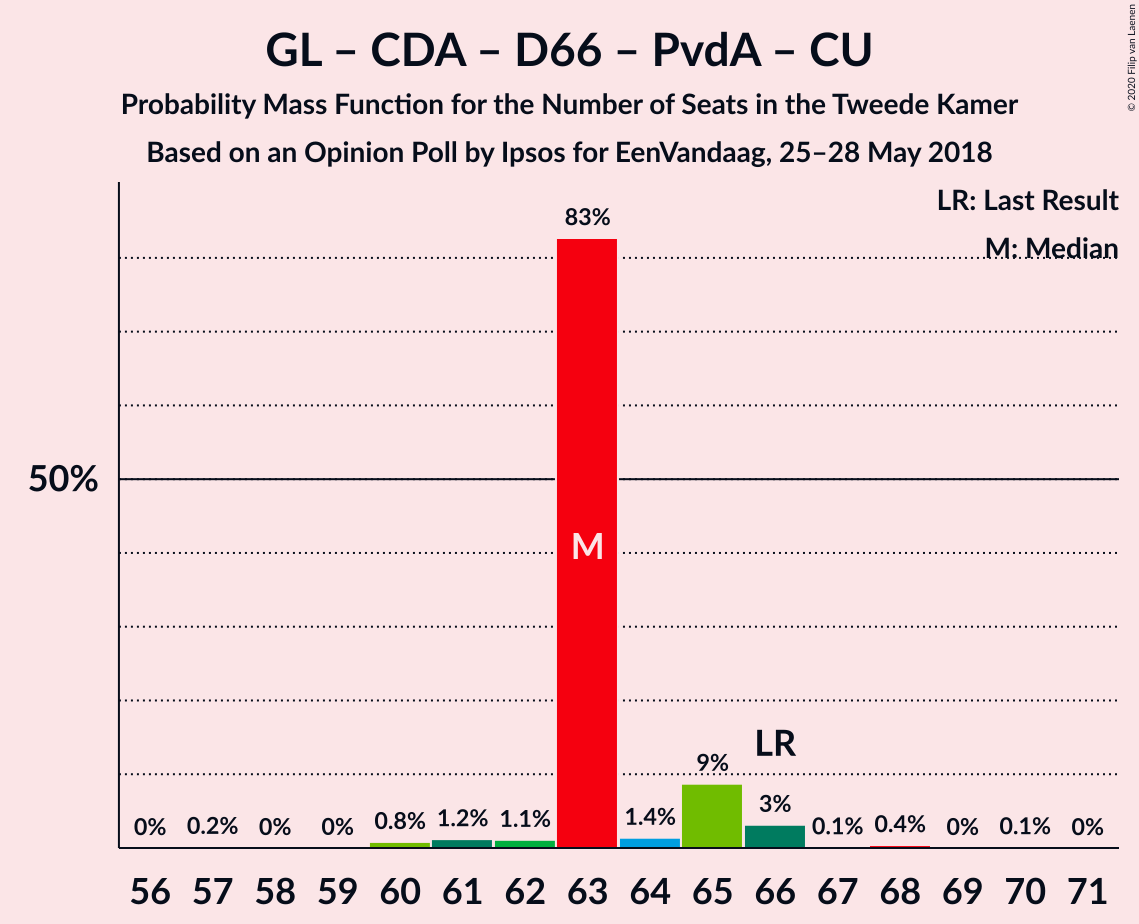 GL – CDA – D66 – PvdA – CU
Probability Mass Function for the Number of Seats in the Tweede Kamer
Based on an Opinion Poll by Ipsos for EenVandaag, 25–28 May 2018
© 2020 Filip van Laenen
LR: Last Result
M: Median
83%
50%
M
LR
0% 0.2% 0% 0% 0.8% 1.2% 1.1% 1.4% 9% 3% 0.1% 0.4% 0% 0.1% 0%
56 57 58 59 60 61 62 63 64 65 66 67 68 69 70 71